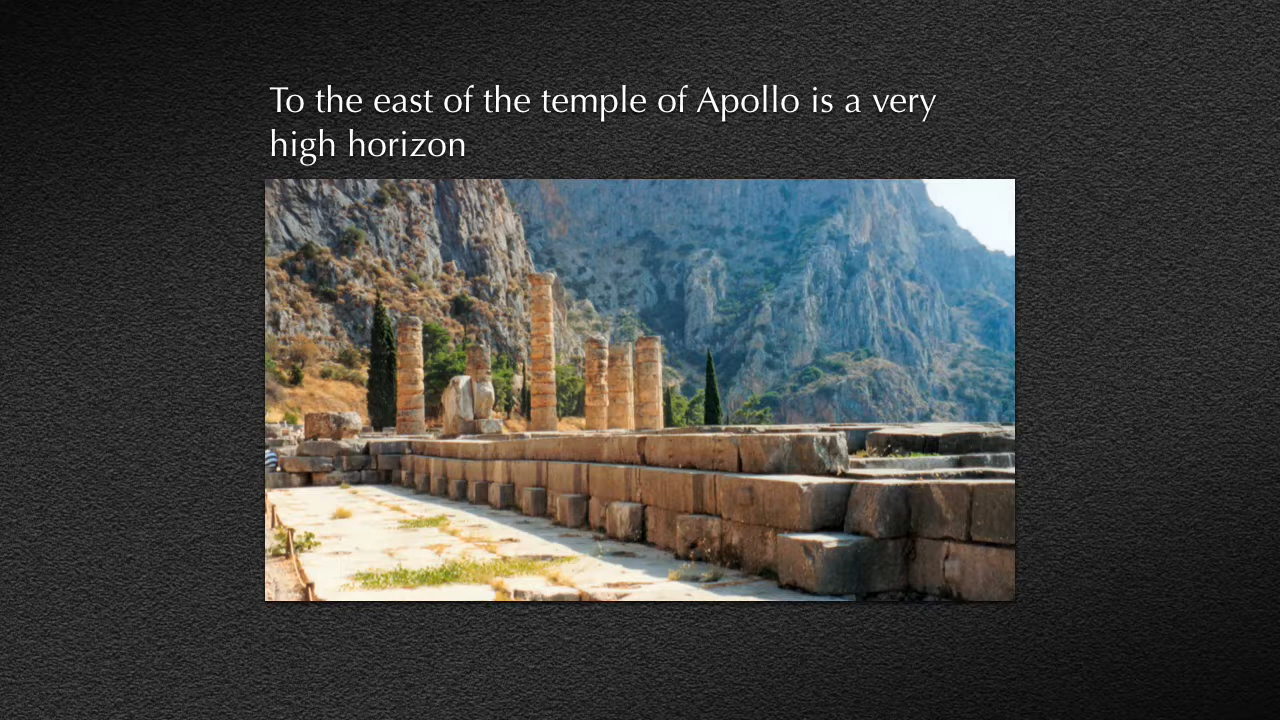 To the east of the temple of Apollo is a very
high horizon